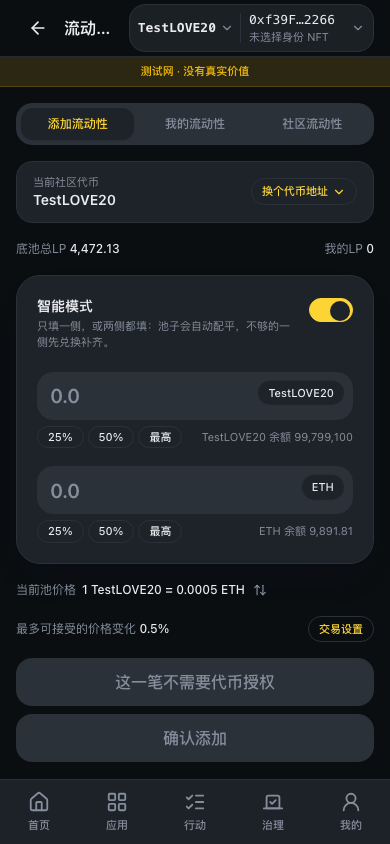 流动...
TestLOVE20
0xf39F…2266
未选择身份 NFT
测试网 · 没有真实价值
添加流动性
我的流动性
社区流动性
当前社区代币
TestLOVE20
换个代币地址
底池总LP 4,472.13
我的LP 0
智能模式
只填一侧，或两侧都填：池子会自动配平，不够的一
侧先兑换补齐。
0.0
TestLOVE20
25%
50%
最高
TestLOVE20 余额 99,799,100
0.0
ETH
25%
50%
最高
ETH 余额 9,891.81
当前池价格 1 TestLOVE20 = 0.0005 ETH
最多可接受的价格变化 0.5%
交易设置
这一笔不需要代币授权
确认添加
首页
应用
行动
治理
我的